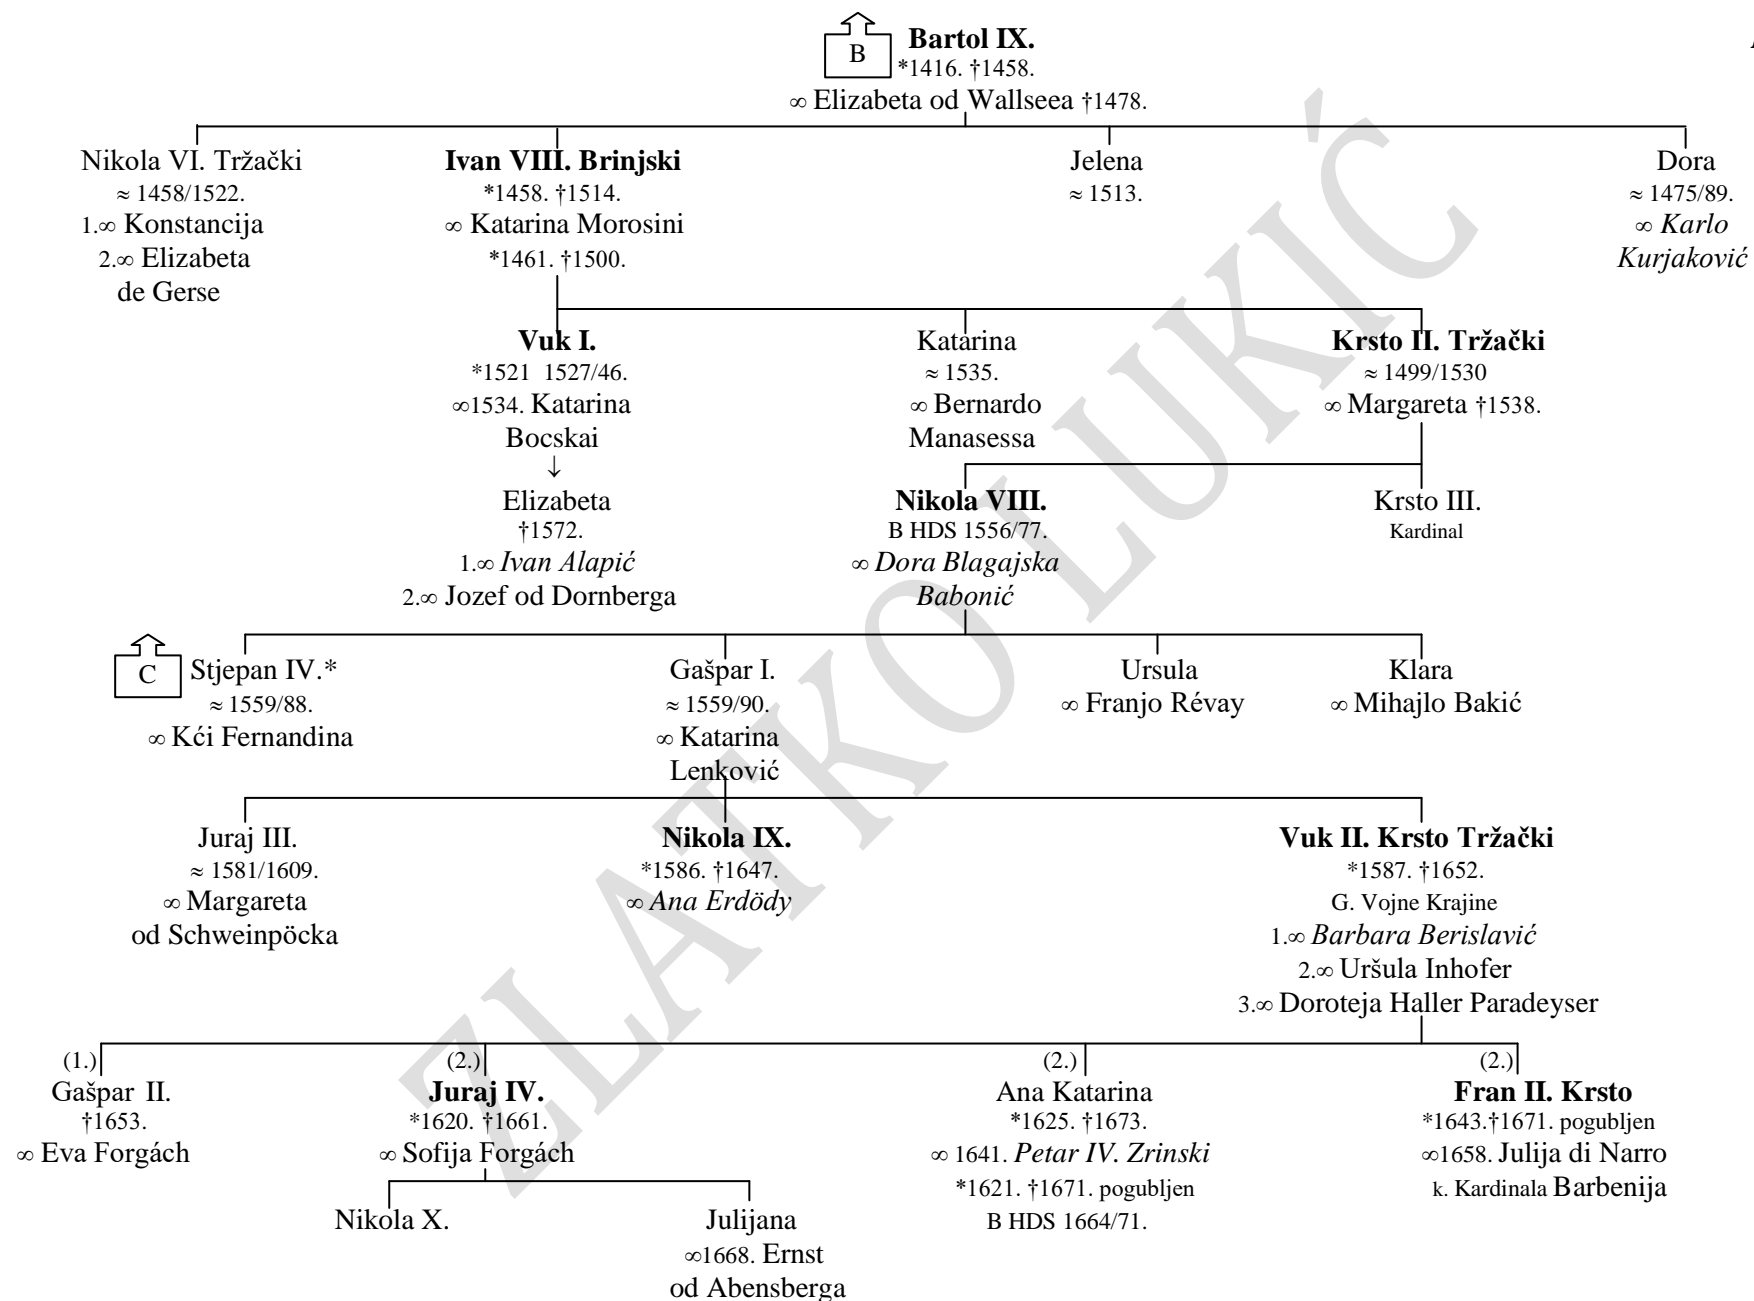 B
Bartol IX.
*1416. †1458.
∞ Elizabeta od Wallseea †1478.
Nikola VI. Tržački
≈ 1458/1522.
1.∞ Konstancija
2.∞ Elizabeta
de Gerse
Ivan VIII. Brinjski
*1458. †1514.
∞ Katarina Morosini
*1461. †1500.
Jelena
≈ 1513.
Dora
≈ 1475/89.
∞ Karlo
Kurjaković
Vuk I.
*1521 1527/46.
∞1534. Katarina
Bocskai
↓
Elizabeta
†1572.
1.∞ Ivan Alapić
2.∞ Jozef od Dornberga
Katarina
≈ 1535.
∞ Bernardo
Manasessa
Krsto II. Tržački
≈ 1499/1530
∞ Margareta †1538.
Nikola VIII.
B HDS 1556/77.
∞ Dora Blagajska
Babonić
Krsto III.
Kardinal
C
Stjepan IV.*
≈ 1559/88.
∞ Kći Fernandina
Gašpar I.
≈ 1559/90.
∞ Katarina
Lenković
Ursula
∞ Franjo Révay
Klara
∞ Mihajlo Bakić
Juraj III.
≈ 1581/1609.
∞ Margareta
od Schweinpöcka
Nikola IX.
*1586. †1647.
∞ Ana Erdödy
Vuk II. Krsto Tržački
*1587. †1652.
G. Vojne Krajine
1.∞ Barbara Berislavić
2.∞ Uršula Inhofer
3.∞ Doroteja Haller Paradeyser
(1.)
Gašpar II.
†1653.
∞ Eva Forgách
(2.)
Juraj IV.
*1620. †1661.
∞ Sofija Forgách
(2.)
Ana Katarina
*1625. †1673.
∞ 1641. Petar IV. Zrinski
*1621. †1671. pogubljen
B HDS 1664/71.
(2.)
Fran II. Krsto
*1643.†1671. pogubljen
∞1658. Julija di Narro
k. Kardinala Barbenija
Nikola X.
Julijana
∞1668. Ernst
od Abensberga
ZLATKO LUKIĆ